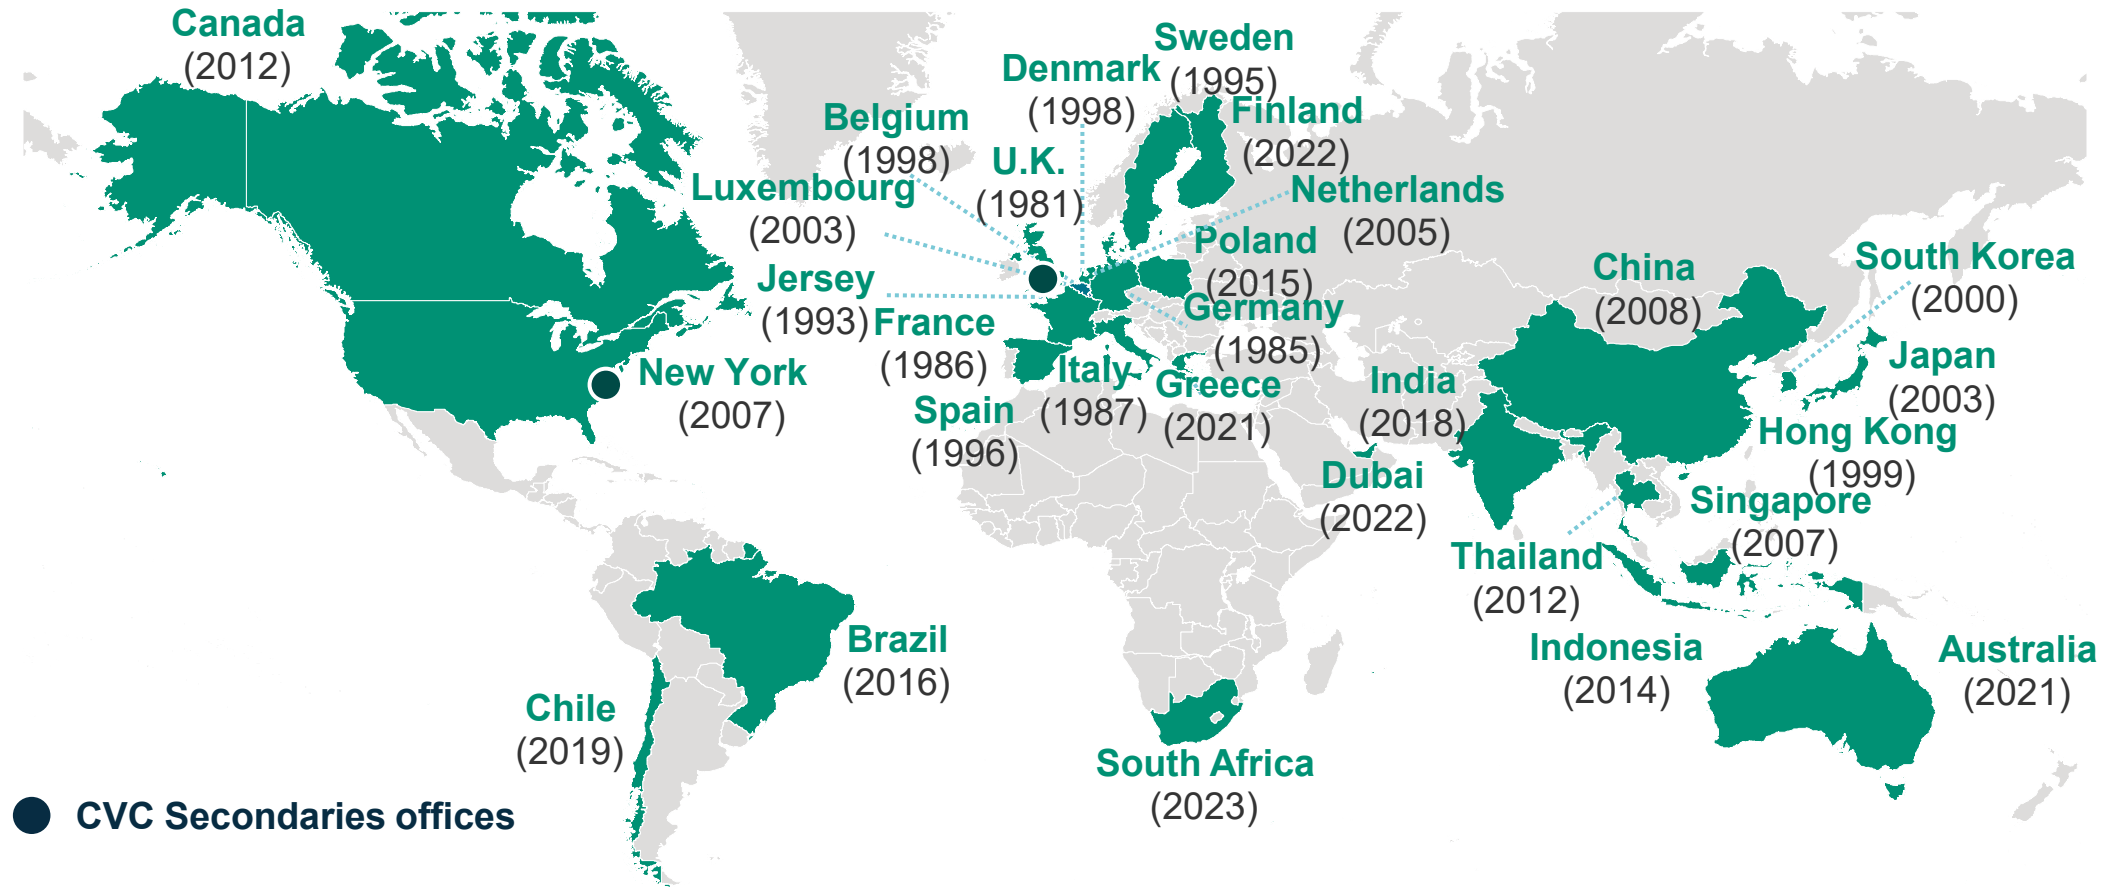 Canada
(2012)
Sweden
(1995)
Denmark
(1998)
Finland
(2022)
Belgium
(1998)
U.K.
(1981)
Luxembourg
(2003)
Netherlands
(2005)
Poland
(2015)
Jersey
(1993)
Germany
(1985)
France
(1986)
Italy
(1987)
Greece
(2021)
Spain
(1996)
New York
(2007)
China
(2008)
South Korea
(2000)
Japan
(2003)
India
(2018)
Hong Kong
(1999)
Dubai
(2022)
Singapore
(2007)
Thailand
(2012)
Indonesia
(2014)
Australia
(2021)
Brazil
(2016)
Chile
(2019)
South Africa
(2023)
CVC Secondaries offices